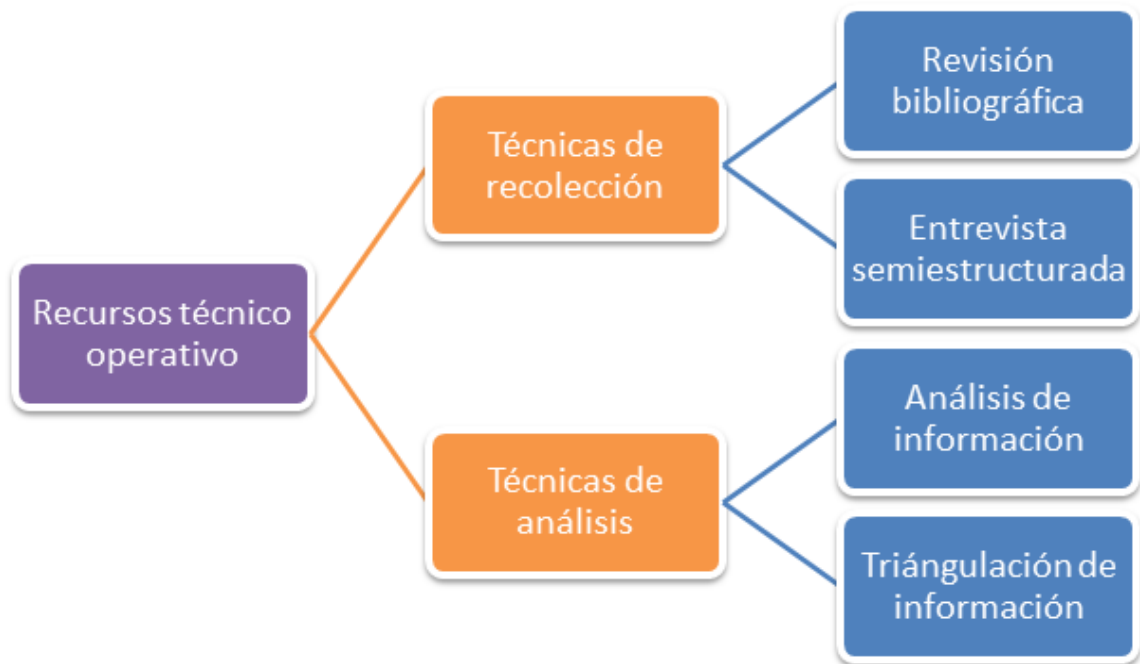 Recursos técnico
operativo
Técnicas de
recolección
Revisión
bibliográfica
Entrevista
semiestructurada
Técnicas de
análisis
Análisis de
información
Triángulación de
información